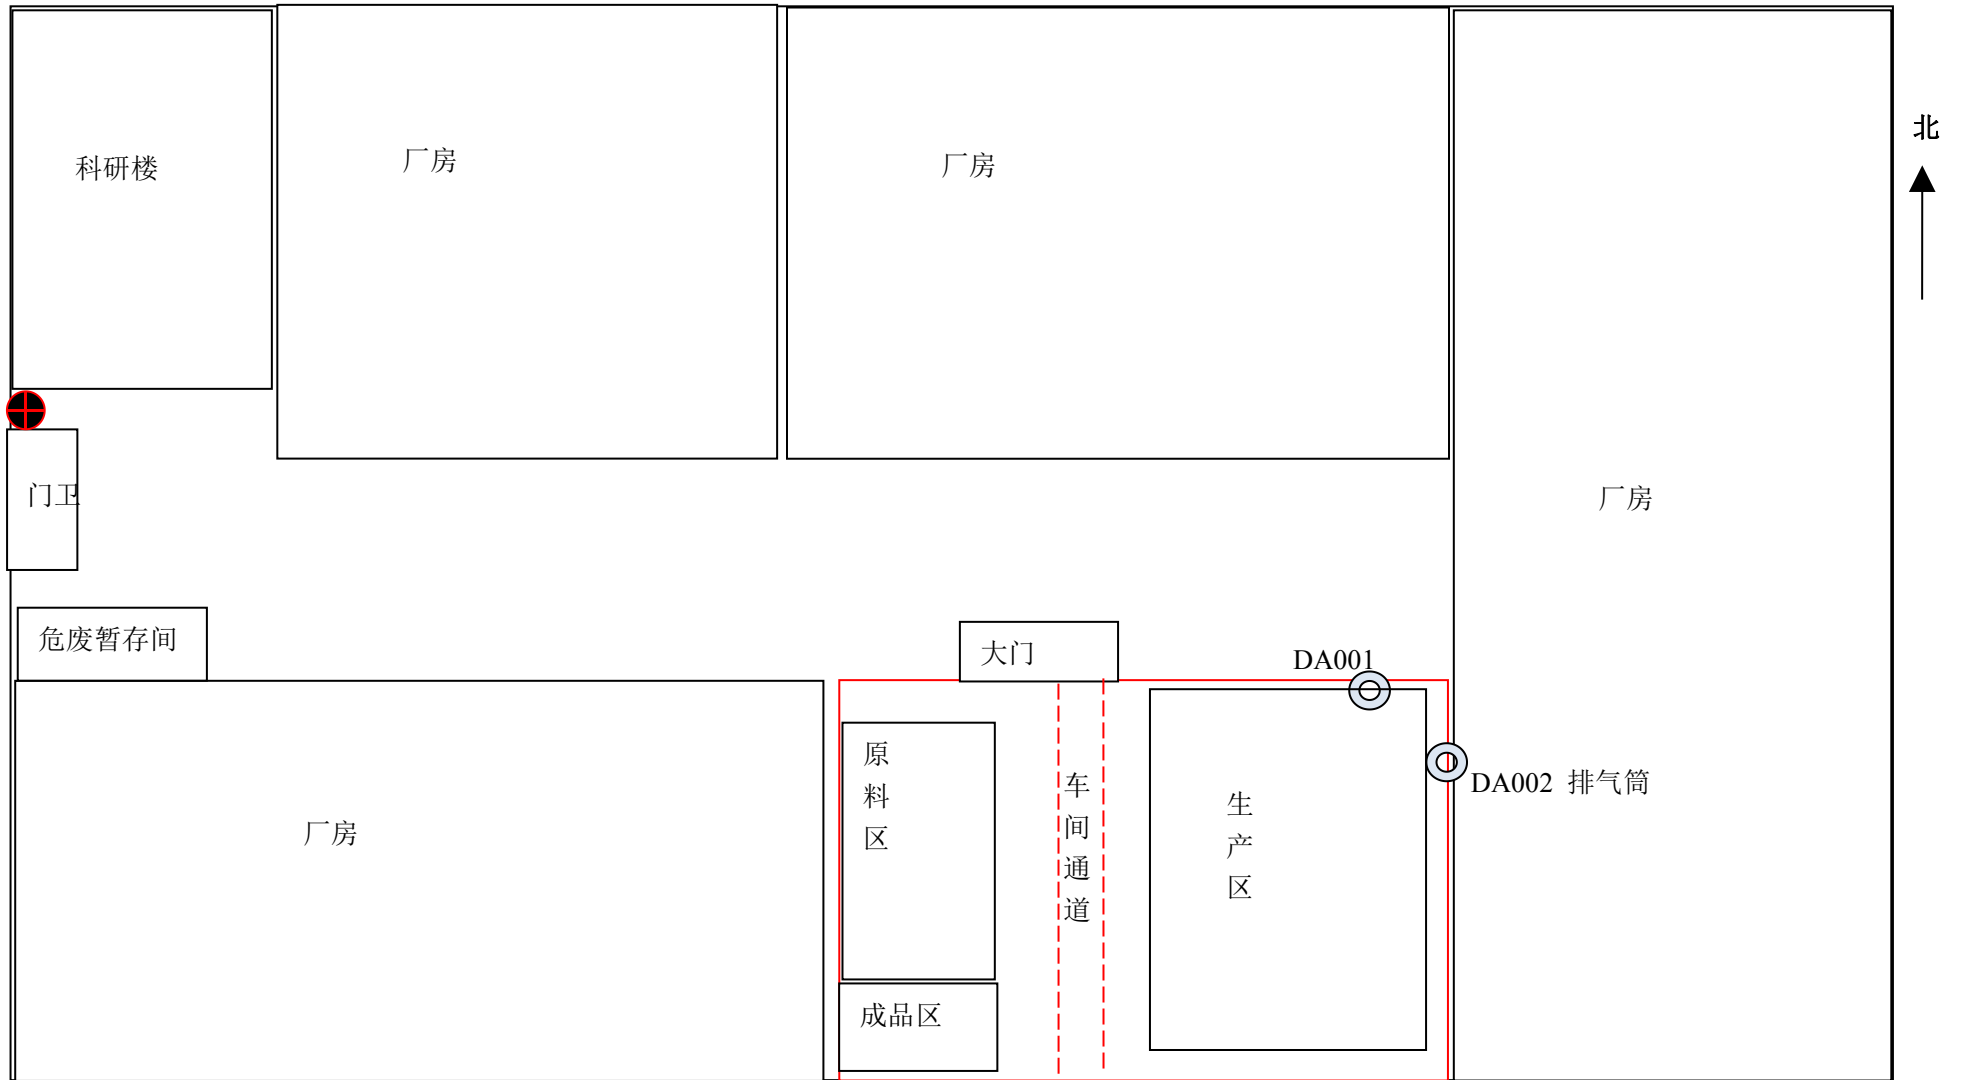 北
科研楼
厂房
厂房
门卫
厂房
危废暂存间
大门
DA001
原料区
车间通道
生产区
DA002 排气筒
厂房
成品区